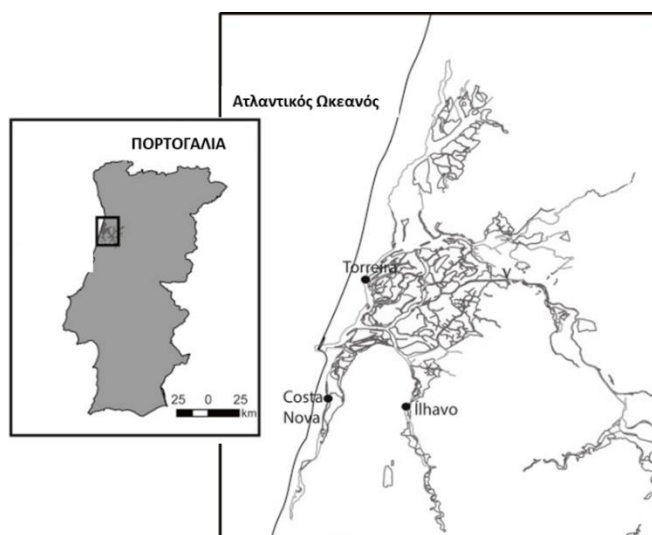 Ατλαντικός Ωκεανός
ΠΟΡΤΟΓΑΛΙΑ
25 0 25
km
Torreira
V
Costa
Nova
Ílhavo